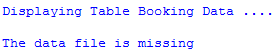 Displaying Table Booking Data ....
The data file is missing